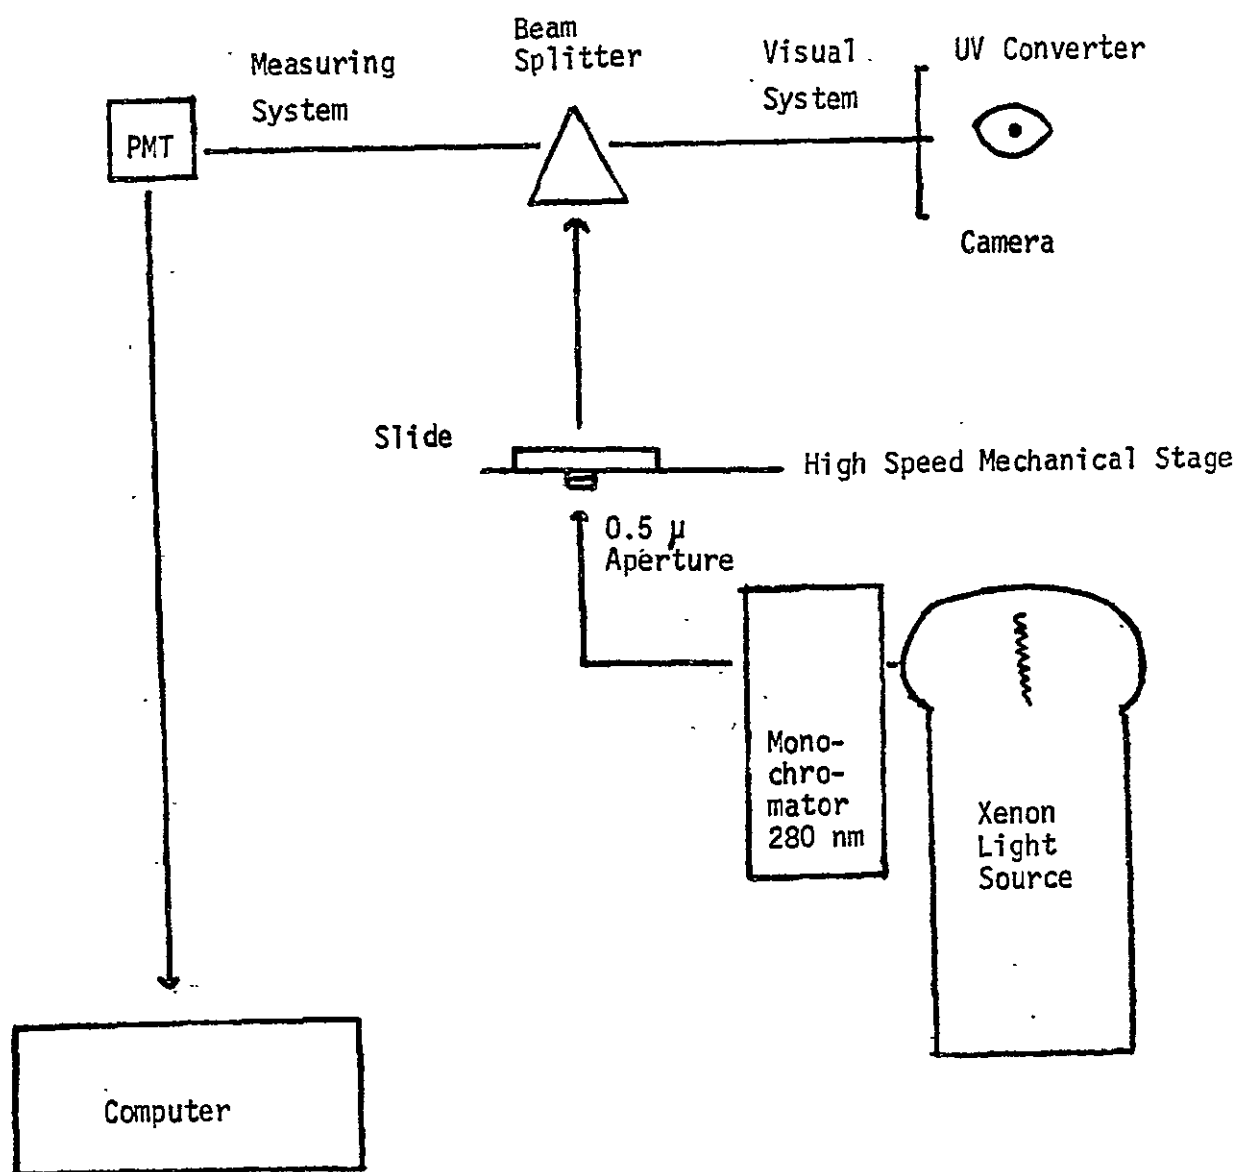 Beam
Splitter
Measuring
System
Visual
System
UV Converter
PMT
Camera
Slide
High Speed Mechanical Stage
0.5 μ
Aperture
Mono-
chro-
mator
280 nm
Xenon
Light
Source
Computer